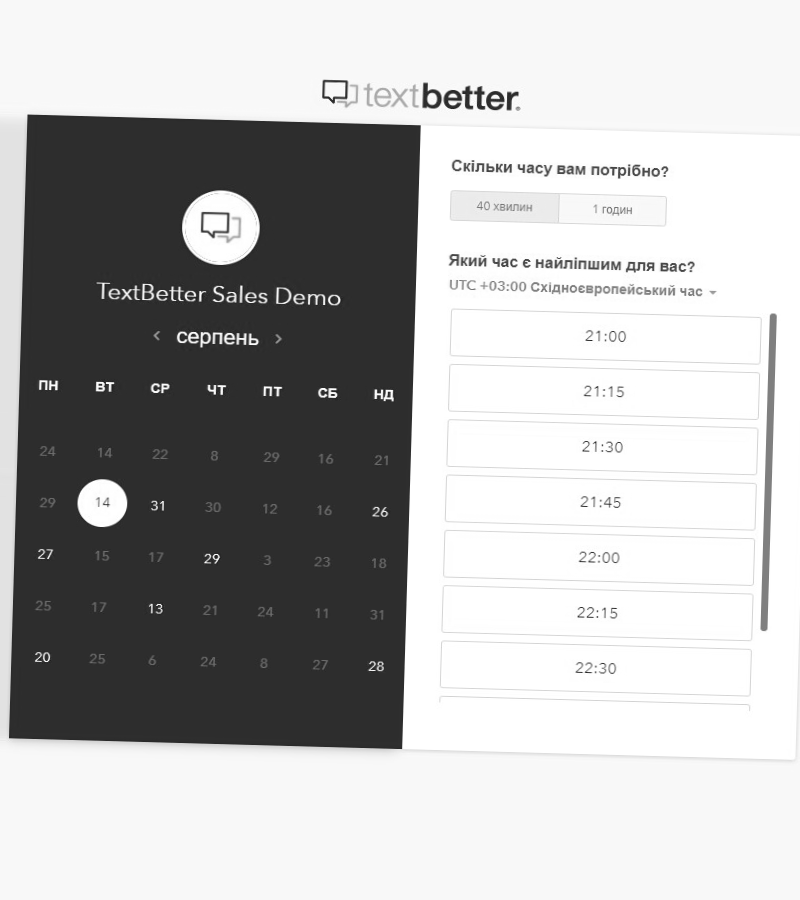 textbetter®
TextBetter Sales Demo
‹ серпень ›
ПН ВТ СР ЧТ ПТ СБ НД
24 14 22 8 29 16 21
29 14 31 30 12 16 26
27 15 17 29 3 23 18
25 17 13 21 24 11 31
20 25 6 24 8 27 28
Скільки часу вам потрібно?
40 хвилин 1 годин
Який час є найліпшим для вас?
UTC +03:00 Східноєвропейський час
21:00
21:15
21:30
21:45
22:00
22:15
22:30